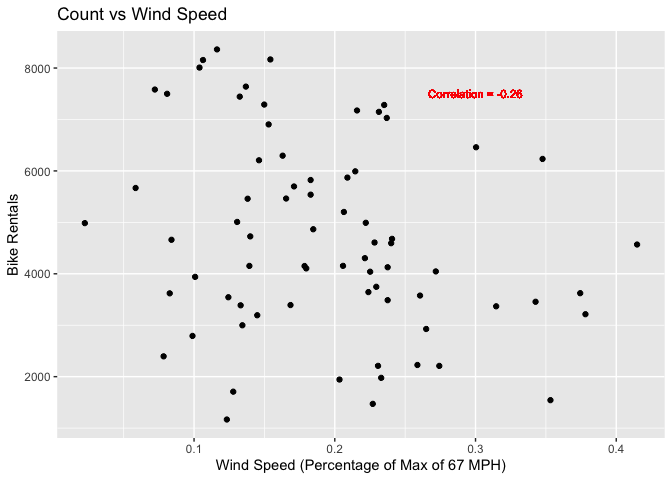 Count vs Wind Speed
Correlation = -0.26
Bike Rentals
8000
6000
4000
2000
0.1
0.2
0.3
0.4
Wind Speed (Percentage of Max of 67 MPH)